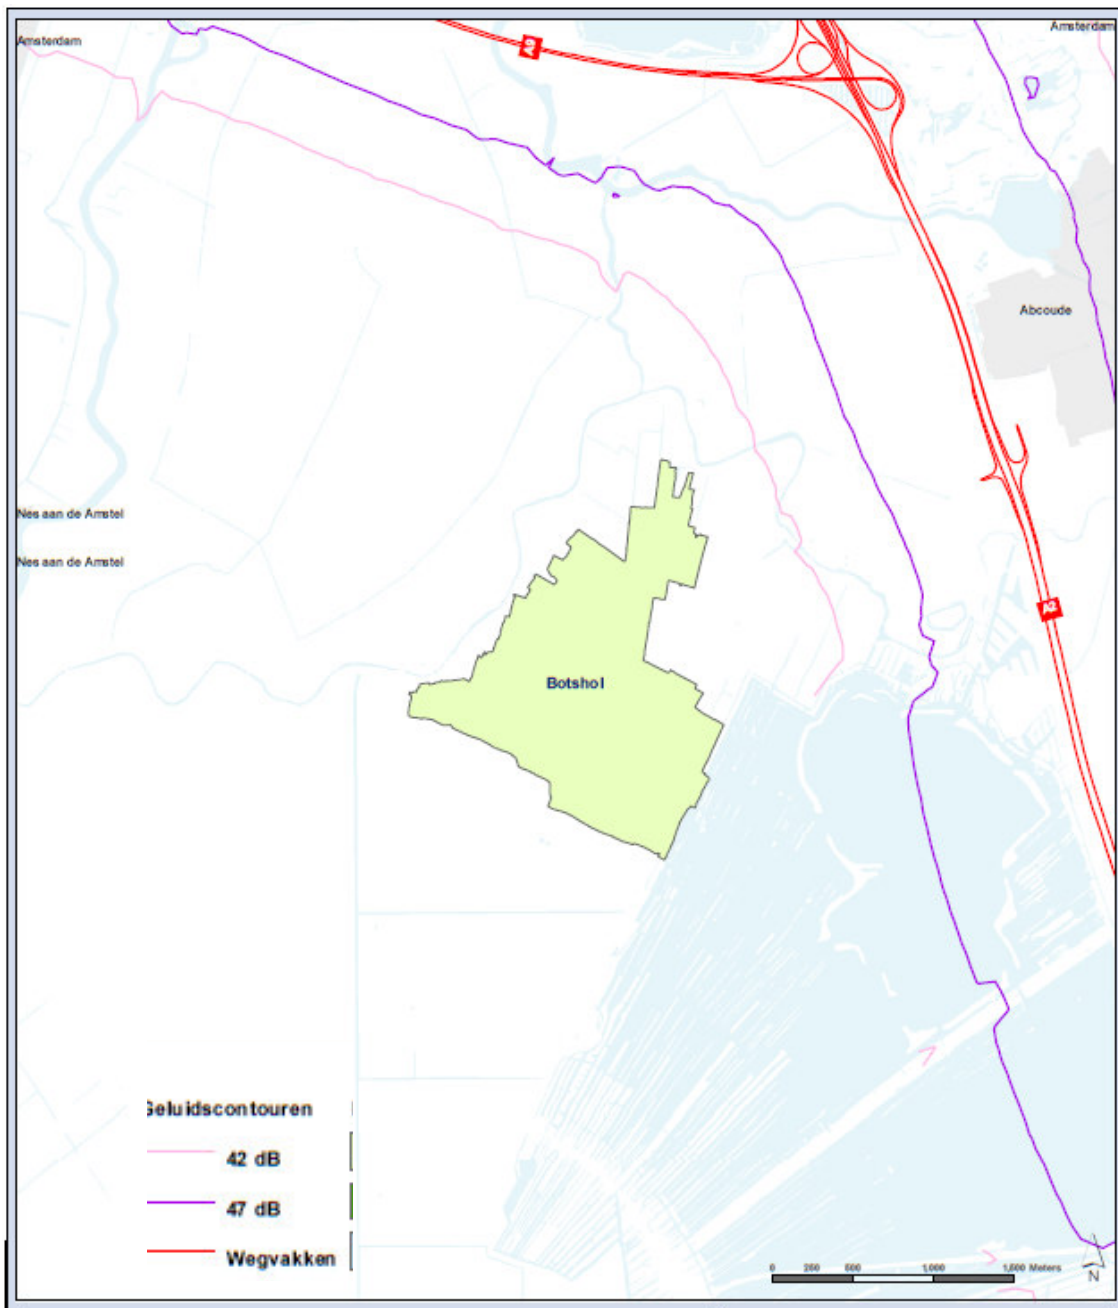 Amsterdam
Amsterdam
A9
Abcoude
Nes aan de Amstel
Nes aan de Amstel
A2
Botshol
Geluidscontouren
42 dB
47 dB
Wegvakken
0 250 500 1,000 1,500 Meters
N